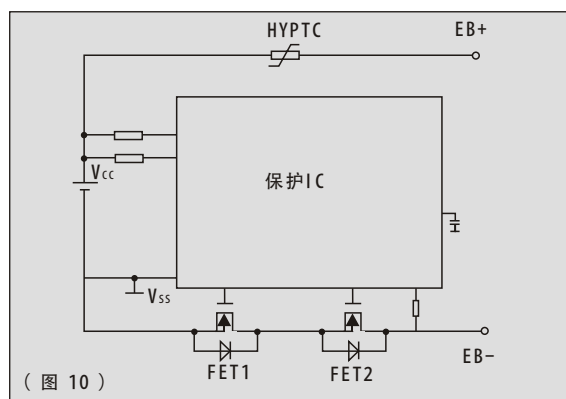 HYPTC
EB+
Vcc
保护IC
Vss
FET1
FET2
EB-
(图 10)